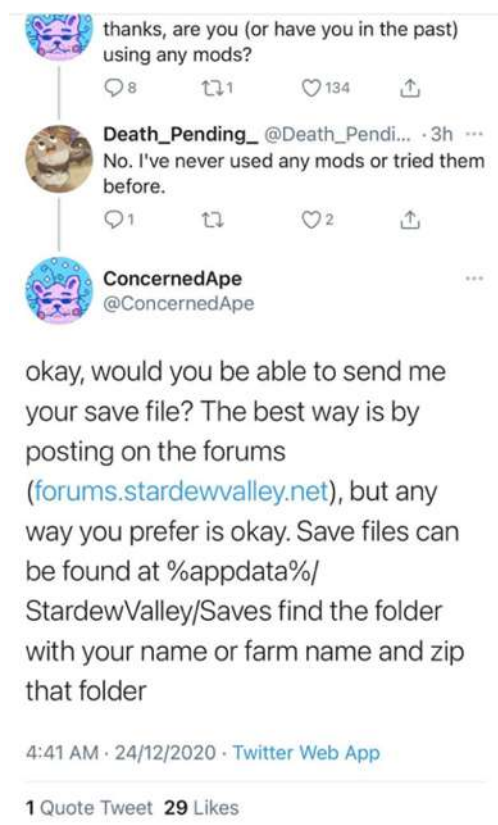 thanks, are you (or have you in the past)
using any mods?
8 1 134
Death_Pending_ @Death_Pendi... · 3h
No. I've never used any mods or tried them
before.
1 2
ConcernedApe
@ConcernedApe
okay, would you be able to send me
your save file? The best way is by
posting on the forums
(forums.stardewvalley.net), but any
way you prefer is okay. Save files can
be found at %appdata%/
StardewValley/Saves find the folder
with your name or farm name and zip
that folder
4:41 AM · 24/12/2020 · Twitter Web App
1 Quote Tweet 29 Likes